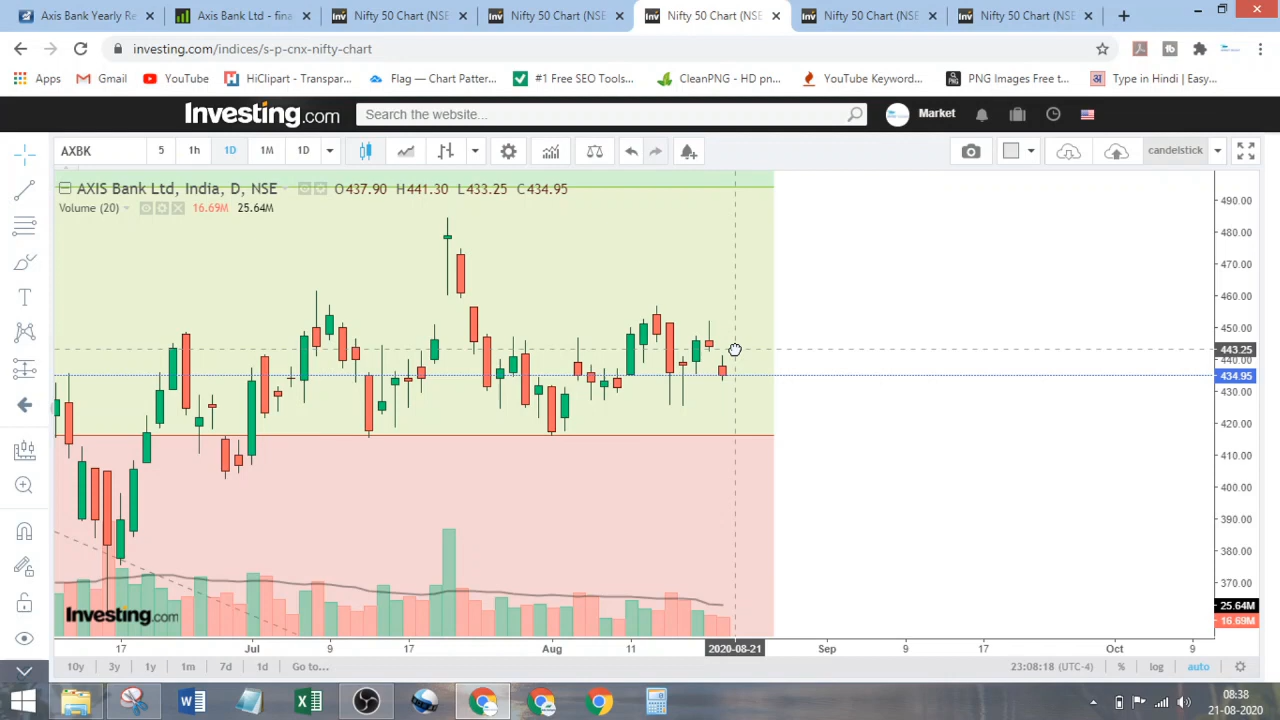 Axis Bank Yearly Re
Axis Bank Ltd - fina
Nifty 50 Chart (NSE
Nifty 50 Chart (NSE
Nifty 50 Chart (NSE
Nifty 50 Chart (NSE
Nifty 50 Chart (NSE
investing.com/indices/s-p-cnx-nifty-chart
Apps
Gmail
YouTube
HiClipart - Transpar...
Flag — Chart Patter...
#1 Free SEO Tools...
CleanPNG - HD pn...
YouTube Keyword...
PNG Images Free t...
Type in Hindi | Easy...
Investing.com
Search the website...
Market
AXBK
5
1h
1D
1M
1D
candelstick
AXIS Bank Ltd, India, D, NSE
O437.90 H441.30 L433.25 C434.95
Volume (20)
16.69M 25.64M
490.00
480.00
470.00
460.00
450.00
443.25
440.00
434.95
430.00
420.00
410.00
400.00
390.00
380.00
370.00
25.64M
16.69M
Investing.com
17 Jul 9 17 Aug 11 2020-08-21 Sep 9 17 Oct 9
10y 3y 1y 1m 7d 1d Go to...
23:08:18 (UTC-4) % log auto
08:38
21-08-2020